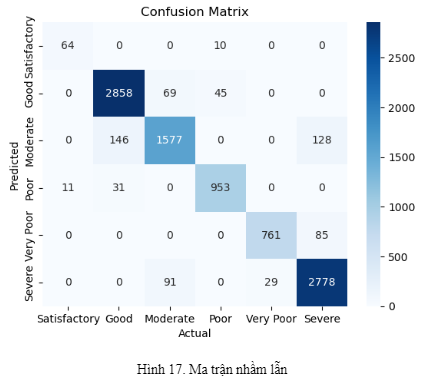 Confusion Matrix
Satisfactory 64 0 0 10 0 0
Good 0 2858 69 45 0 0
Moderate 0 146 1577 0 0 128
Poor 11 31 0 953 0 0
Very Poor 0 0 0 0 761 85
Severe 0 0 91 0 29 2778
Predicted
Satisfactory Good Moderate Poor Very Poor Severe
Actual
2500
2000
1500
1000
500
0
Hình 17. Ma trận nhầm lẫn